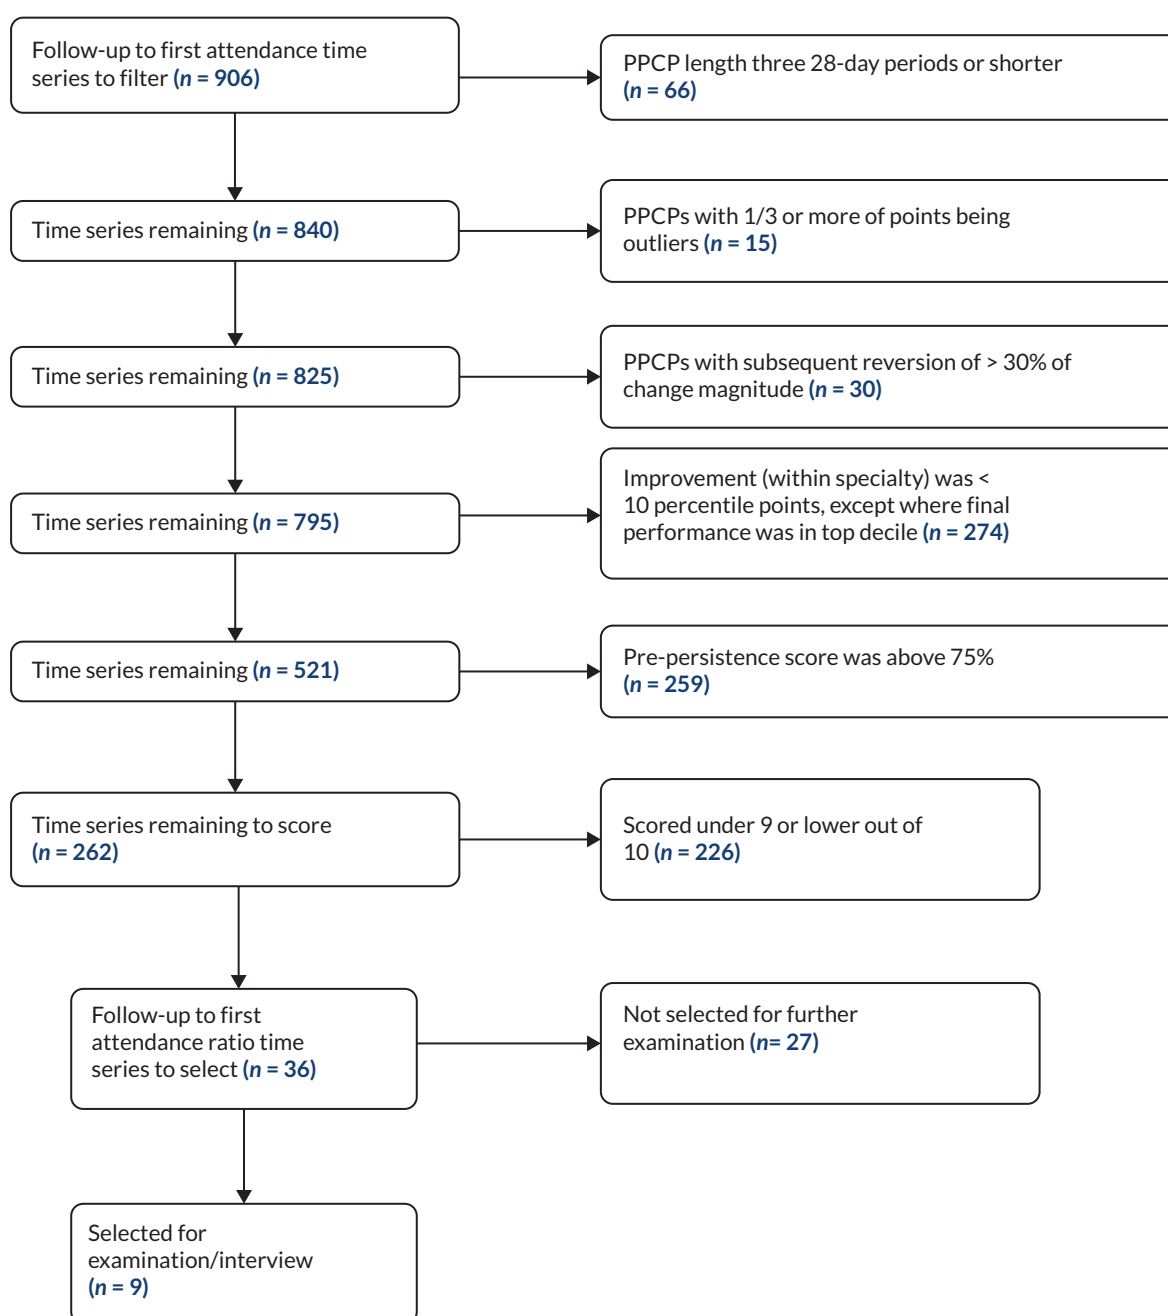 Follow-up to first attendance time
series to filter (n = 906)
PPCP length three 28-day periods or shorter
(n = 66)
Time series remaining (n = 840)
PPCPs with 1/3 or more of points being
outliers (n = 15)
Time series remaining (n = 825)
PPCPs with subsequent reversion of > 30% of
change magnitude (n = 30)
Time series remaining (n = 795)
Improvement (within specialty) was <
10 percentile points, except where final
performance was in top decile (n = 274)
Time series remaining (n = 521)
Pre-persistence score was above 75%
(n = 259)
Time series remaining to score
(n = 262)
Scored under 9 or lower out of
10 (n = 226)
Follow-up to first
attendance ratio time
series to select (n = 36)
Not selected for further
examination (n= 27)
Selected for
examination/interview
(n = 9)